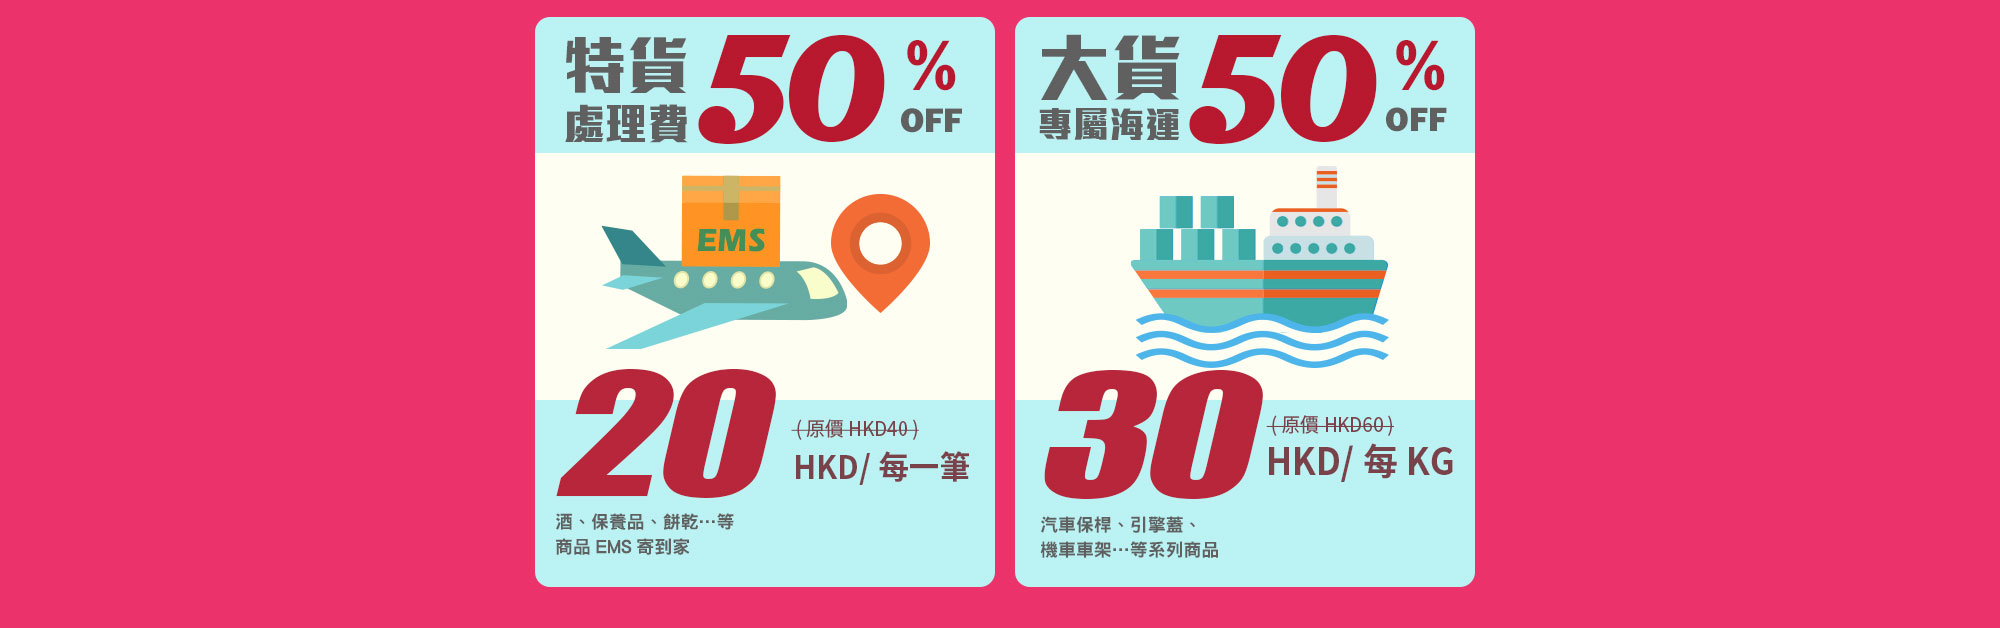 特貨 50% OFF
處理費
EMS
20 (原價 HKD40)
HKD/ 每一筆
酒、保養品、餅乾…等
商品 EMS 寄到家
大貨 50% OFF
專屬海運
30 (原價 HKD60)
HKD/ 每 KG
汽車保桿、引擎蓋、
機車車架…等系列商品